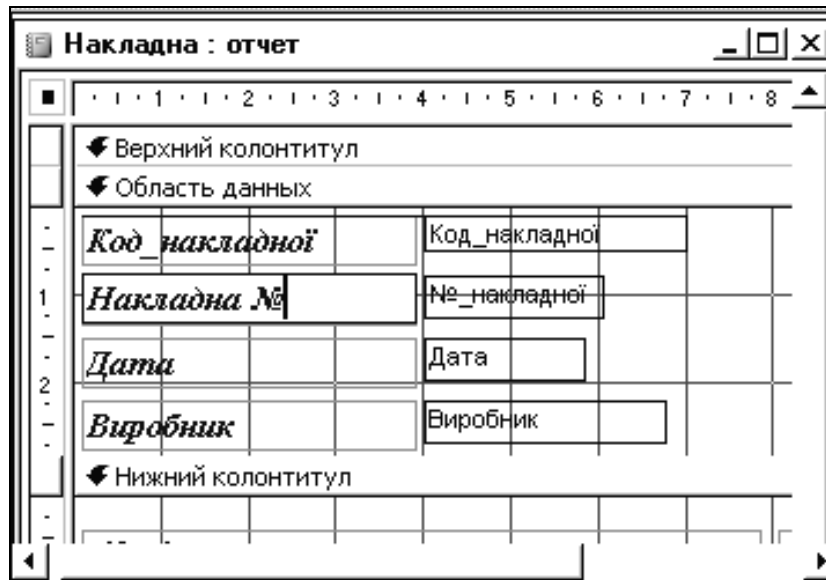 Накладна : отчет
1 2 3 4 5 6 7 8
Верхний колонтитул
Область данных
Код_накладної Код_накладної
1 Накладна № №_накладної
Дата Дата
2
Виробник Виробник
Нижний колонтитул